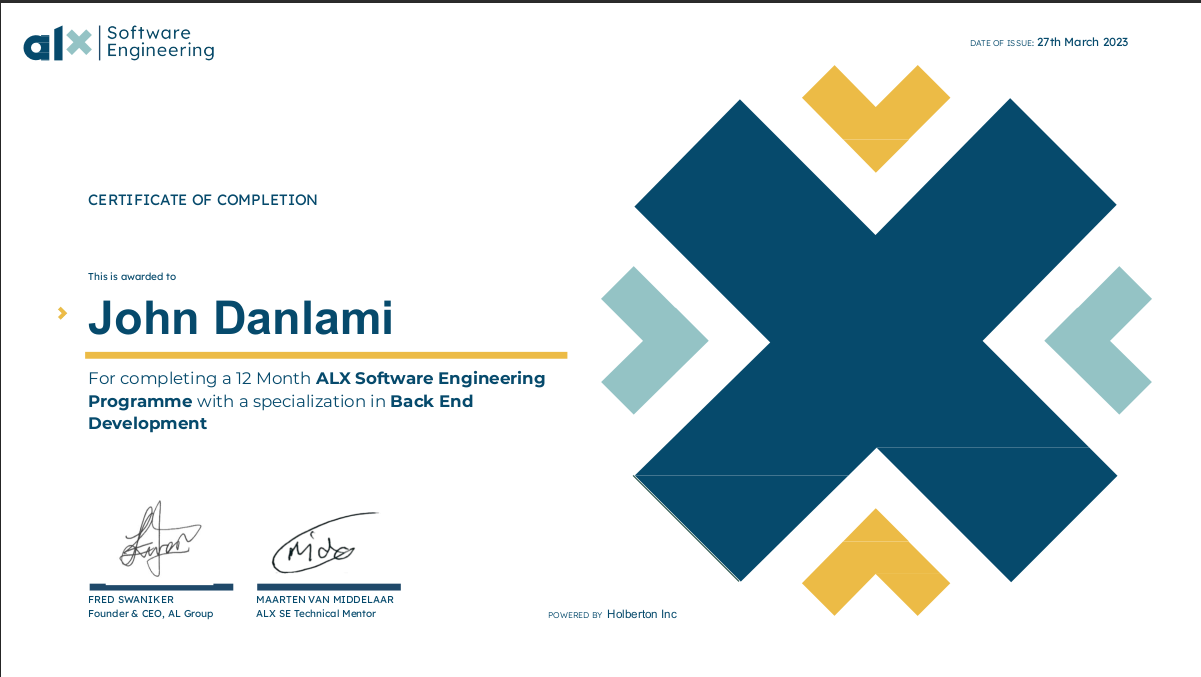 alx Software
Engineering
DATE OF ISSUE: 27th March 2023
CERTIFICATE OF COMPLETION
This is awarded to
John Danlami
For completing a 12 Month ALX Software Engineering
Programme with a specialization in Back End
Development
FRED SWANIKER
Founder & CEO, AL Group
MAARTEN VAN MIDDELAAR
ALX SE Technical Mentor
POWERED BY Holberton Inc